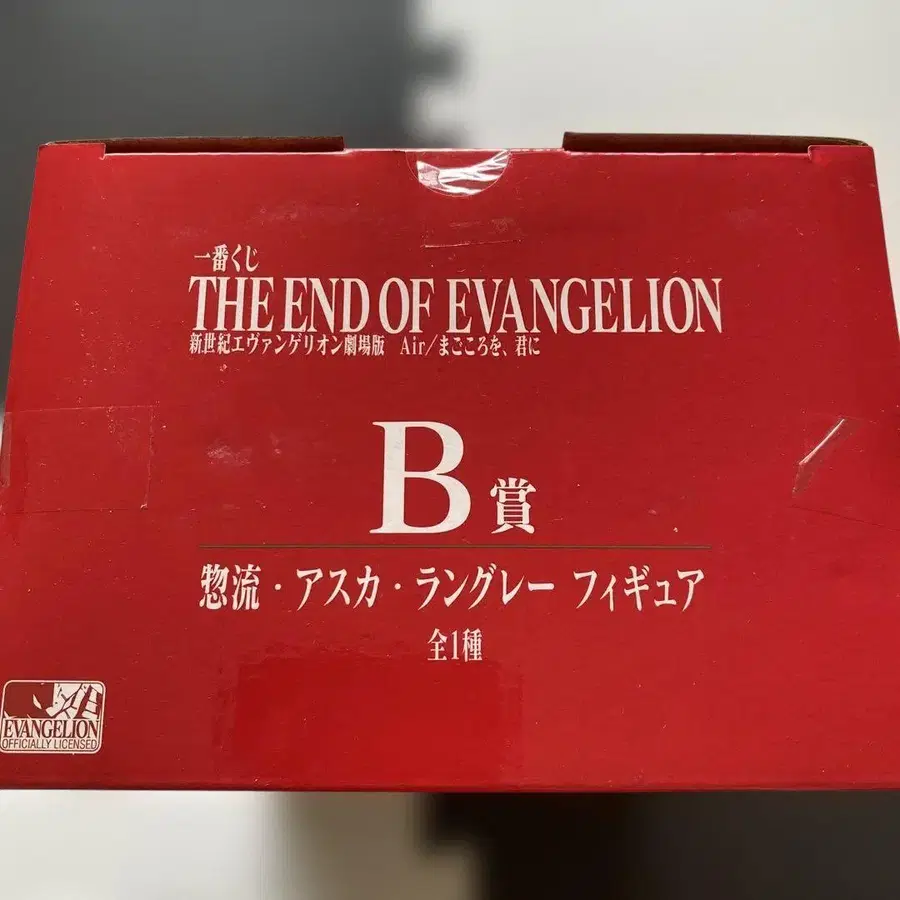 一番くじ
THE END OF EVANGELION
新世紀エヴァンゲリオン劇場版 Air/まごころを、君に
B賞
惣流・アスカ・ラングレー フィギュア
全1種
EVANGELION
OFFICIALLY LICENSED